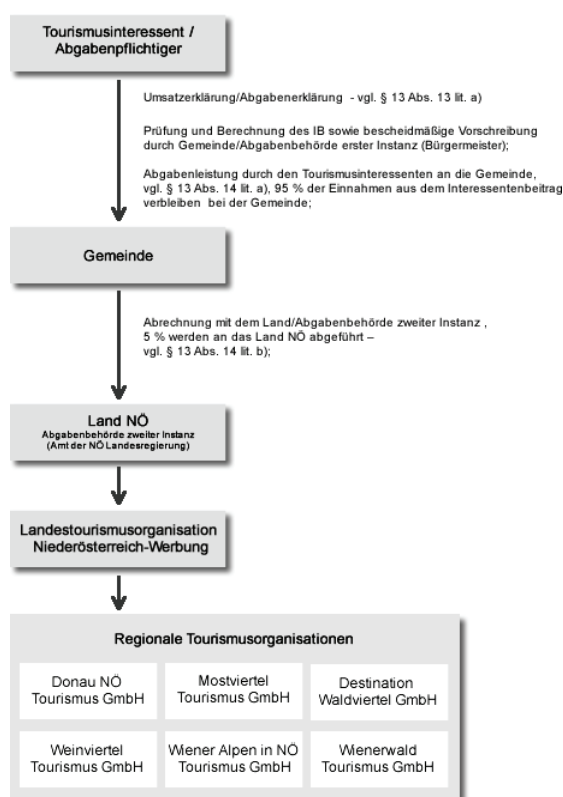 Tourismusinteressent /
Abgabenpflichtiger
Umsatzerklärung/Abgabenerklärung - vgl. § 13 Abs. 13 lit. a)
Prüfung und Berechnung des IB sowie bescheidmäßige Vorschreibung
durch Gemeinde/Abgabenbehörde erster Instanz (Bürgermeister);
Abgabenleistung durch den Tourismusinteressenten an die Gemeinde,
vgl. § 13 Abs. 14 lit. a), 95 % der Einnahmen aus dem Interessentenbeitrag
verbleiben bei der Gemeinde;
Gemeinde
Abrechnung mit dem Land/Abgabenbehörde zweiter Instanz ,
5 % werden an das Land NÖ abgeführt –
vgl. § 13 Abs. 14 lit. b);
Land NÖ
Abgabenbehörde zweiter Instanz
(Amt der NÖ Landesregierung)
Landestourismusorganisation
Niederösterreich-Werbung
Regionale Tourismusorganisationen
Donau NÖ
Tourismus GmbH
Mostviertel
Tourismus GmbH
Destination
Waldviertel GmbH
Weinviertel
Tourismus GmbH
Wiener Alpen in NÖ
Tourismus GmbH
Wienerwald
Tourismus GmbH